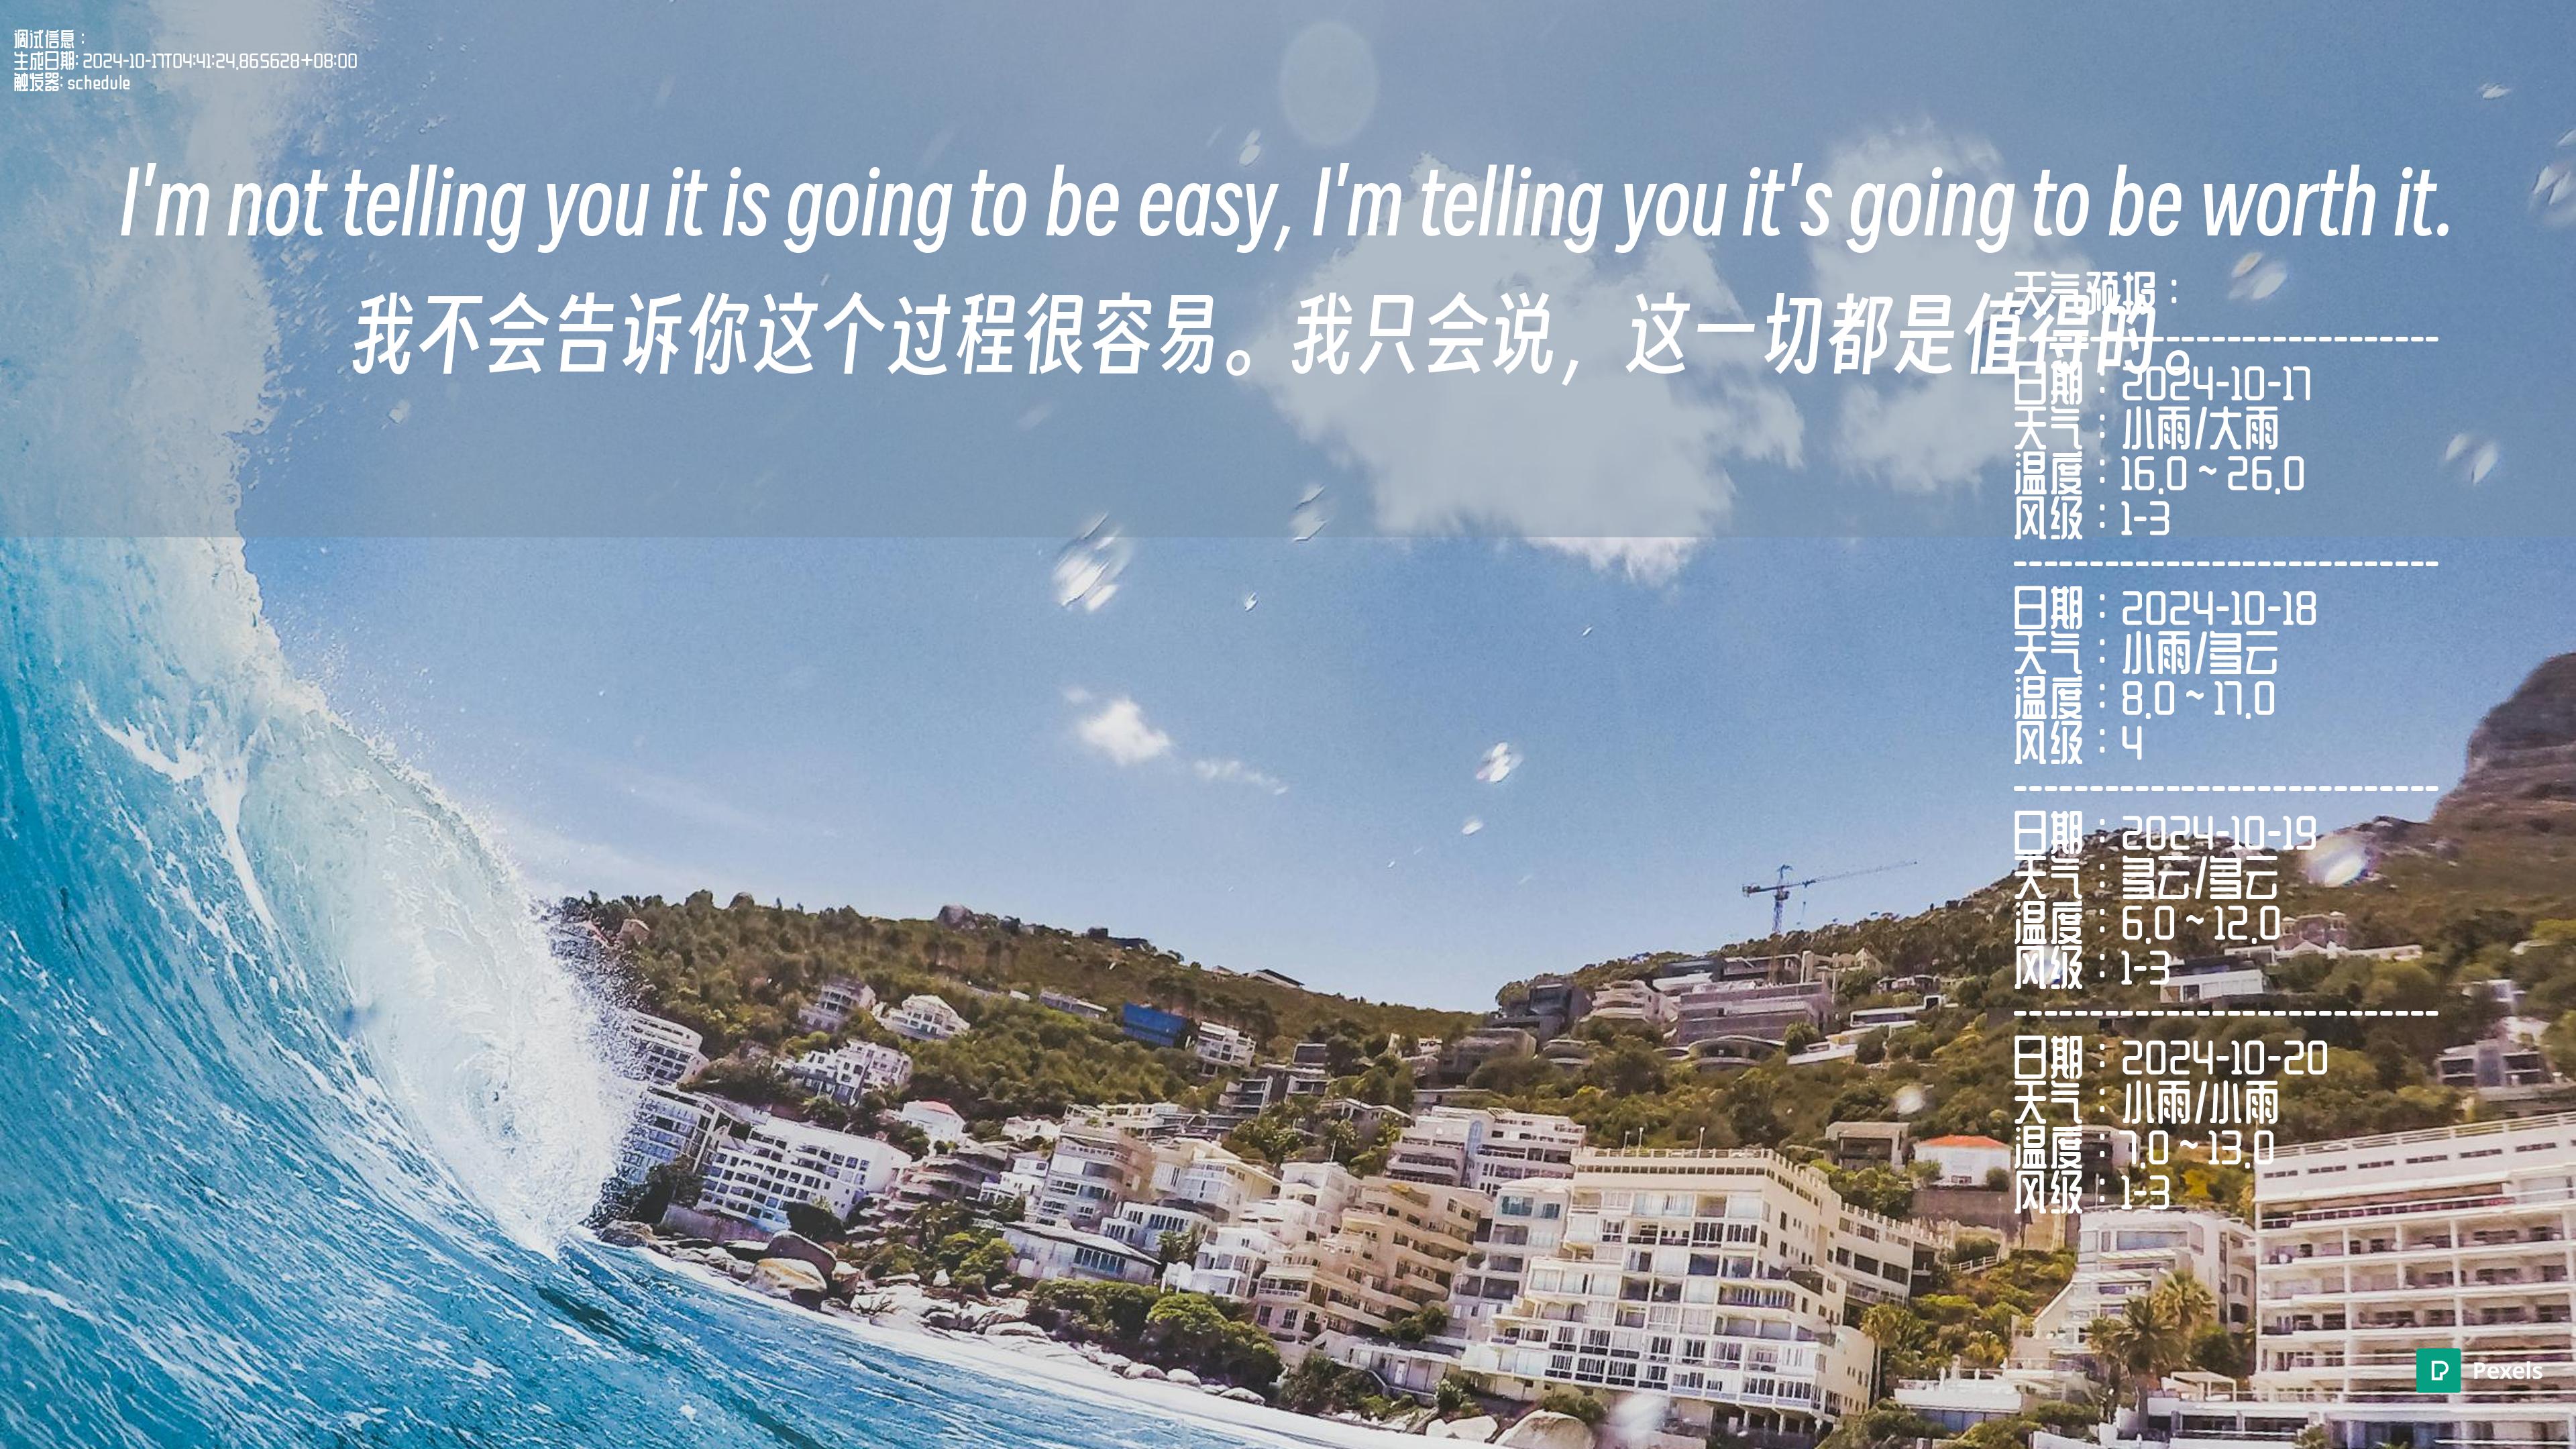 调试信息：
生成日期: 2024-10-17T04:41:24.865628+08:00
触发器: schedule
I'm not telling you it is going to be easy, I'm telling you it's going to be worth it.
我不会告诉你这个过程很容易。我只会说，这一切都是值得的。
天气预报：
----------------------------
日期：2024-10-17
天气：小雨/大雨
温度：16.0 ~ 26.0
风级：1-3
----------------------------
日期：2024-10-18
天气：小雨/多云
温度：8.0 ~ 17.0
风级：4
----------------------------
日期：2024-10-19
天气：多云/多云
温度：6.0 ~ 12.0
风级：1-3
----------------------------
日期：2024-10-20
天气：小雨/小雨
温度：7.0 ~ 13.0
风级：1-3
Pexels